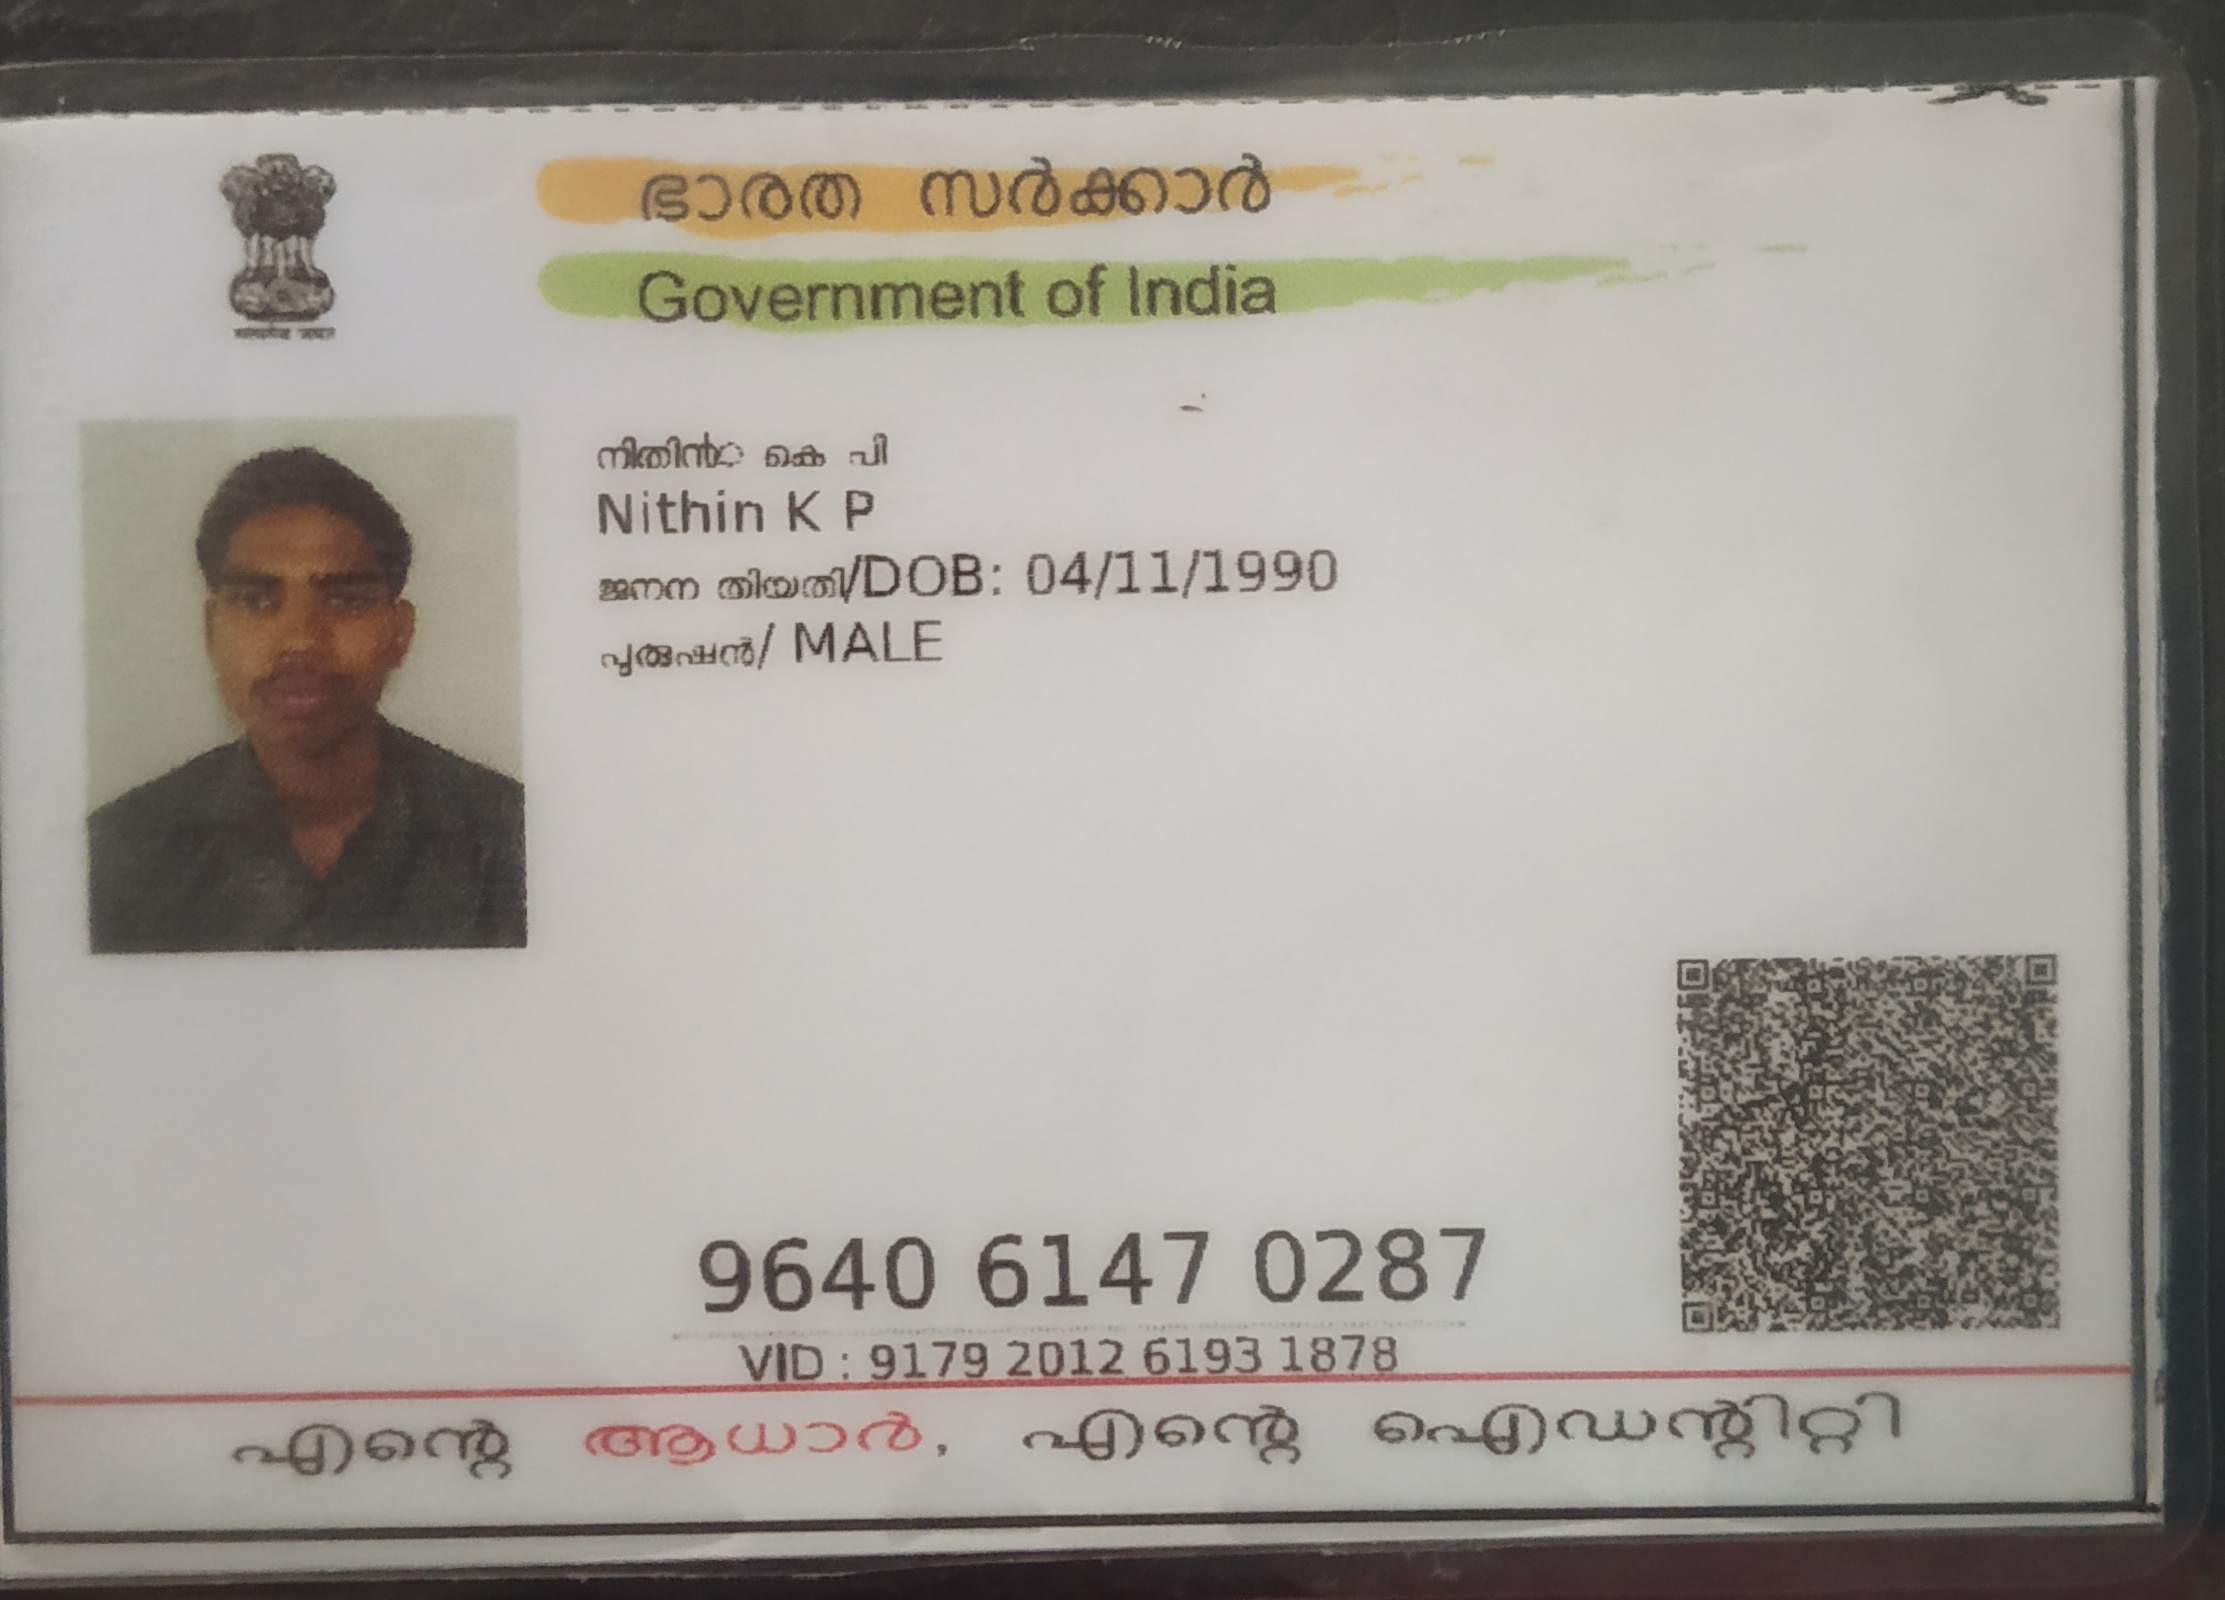 ഭാരത സർക്കാർ
Government of India
നിതിൻ കെ പി
Nithin K P
ജനന തിയതി/DOB: 04/11/1990
പുരുഷൻ/ MALE
9640 6147 0287
VID : 9179 2012 6193 1878
എന്റെ ആധാർ, എന്റെ ഐഡന്റിറ്റി